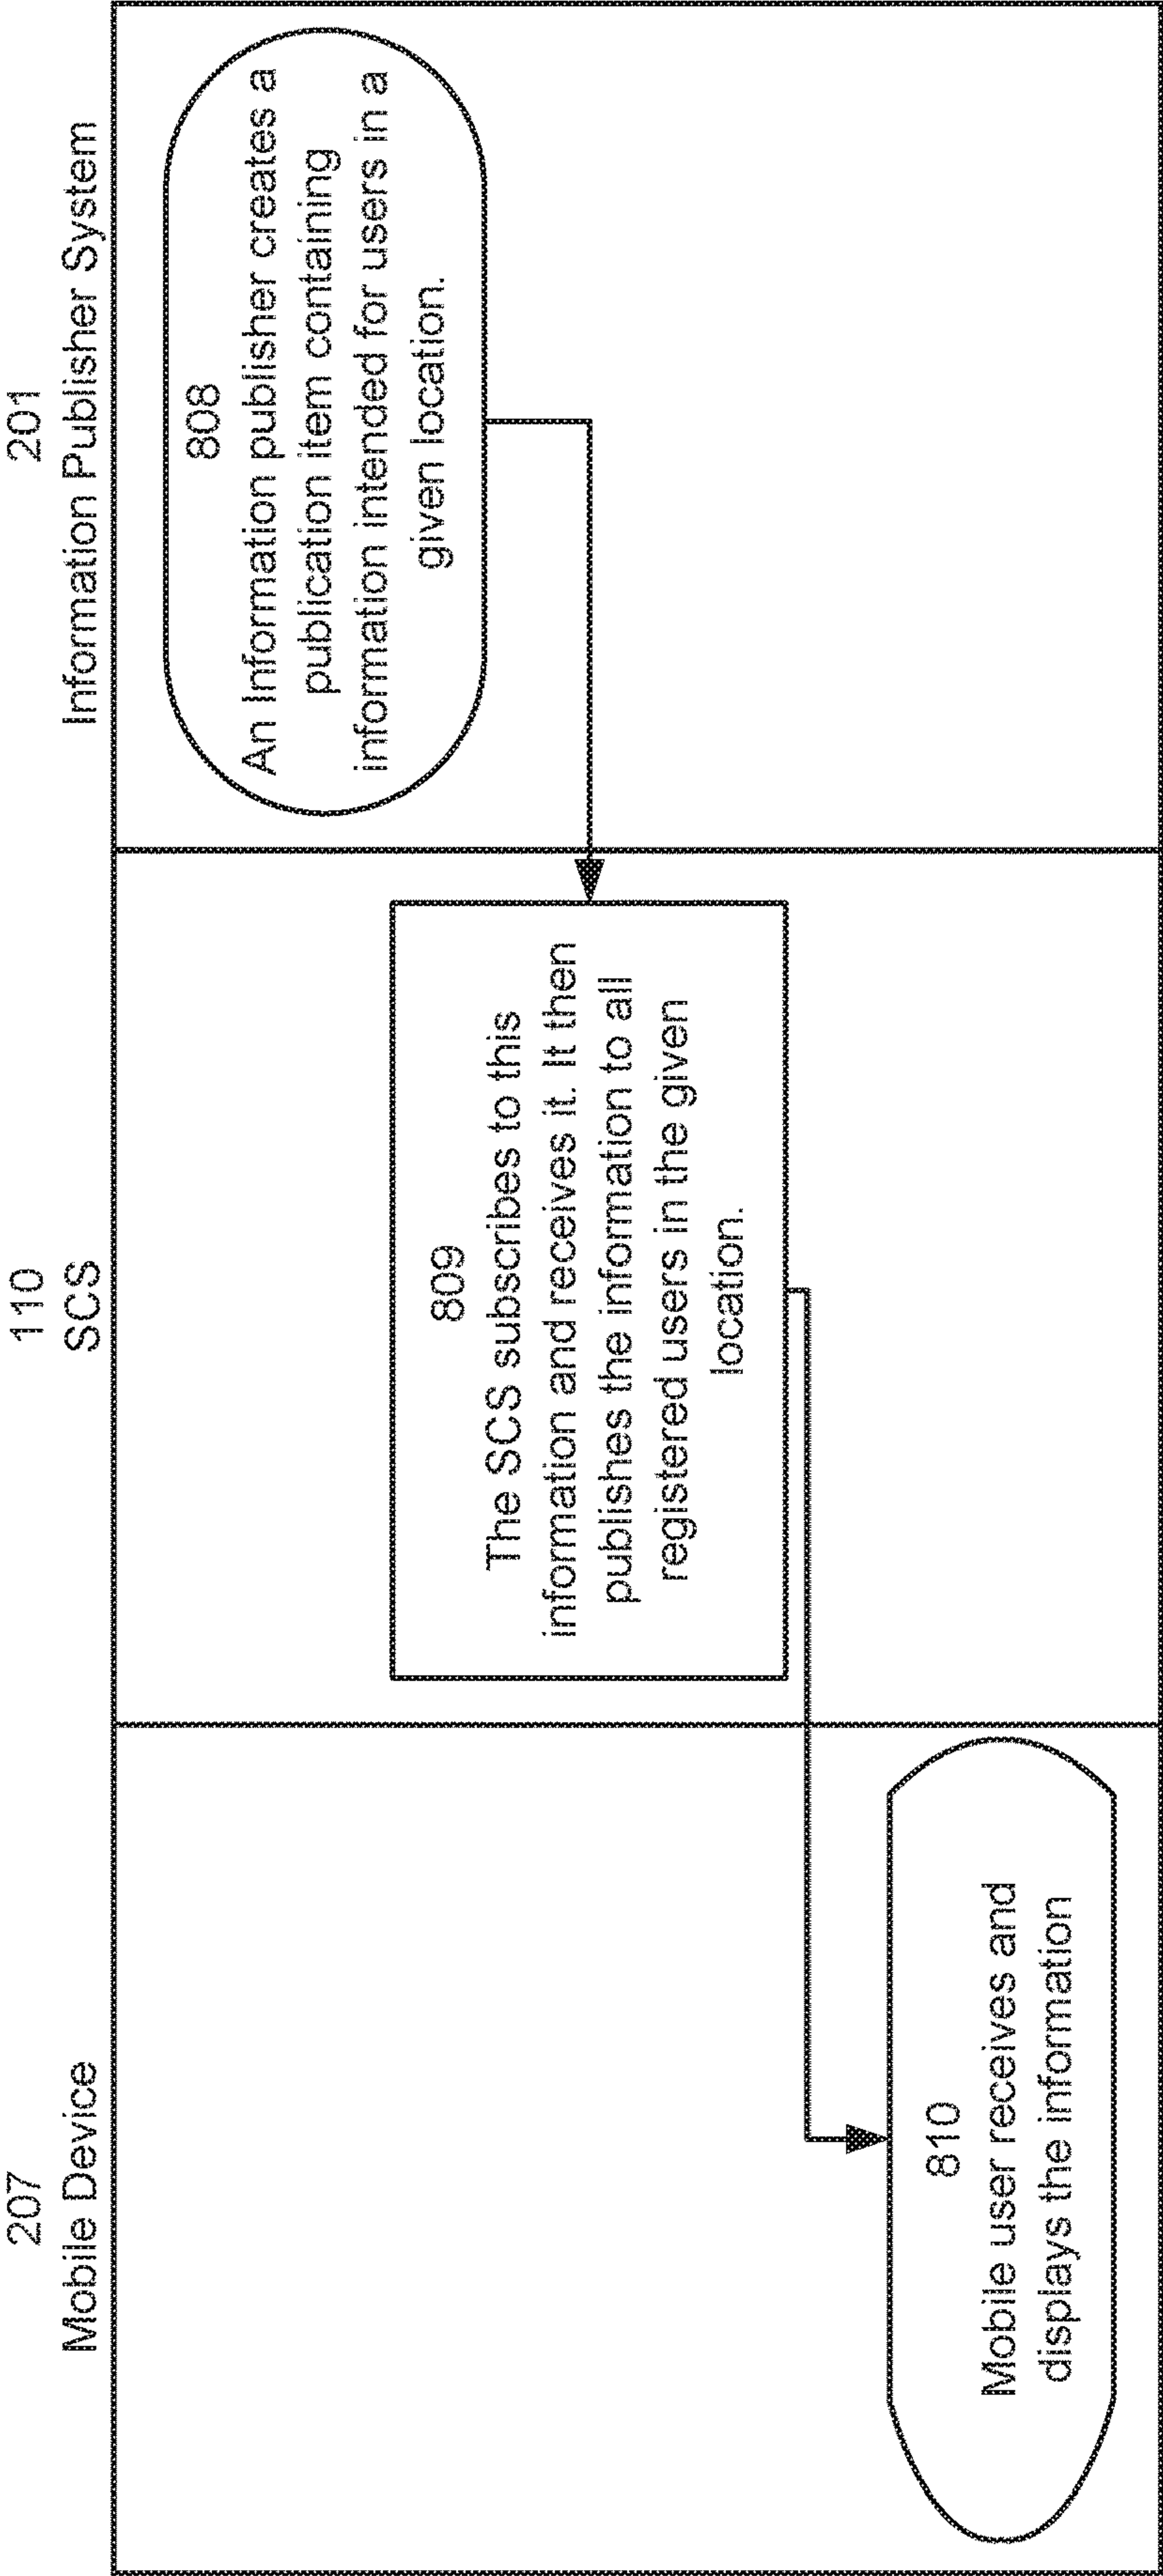 207
Mobile Device
110
SCS
201
Information Publisher System
808
An Information publisher creates a
publication item containing
information intended for users in a
given location.
809
The SCS subscribes to this
information and receives it. It then
publishes the information to all
registered users in the given
location.
810
Mobile user receives and
displays the information